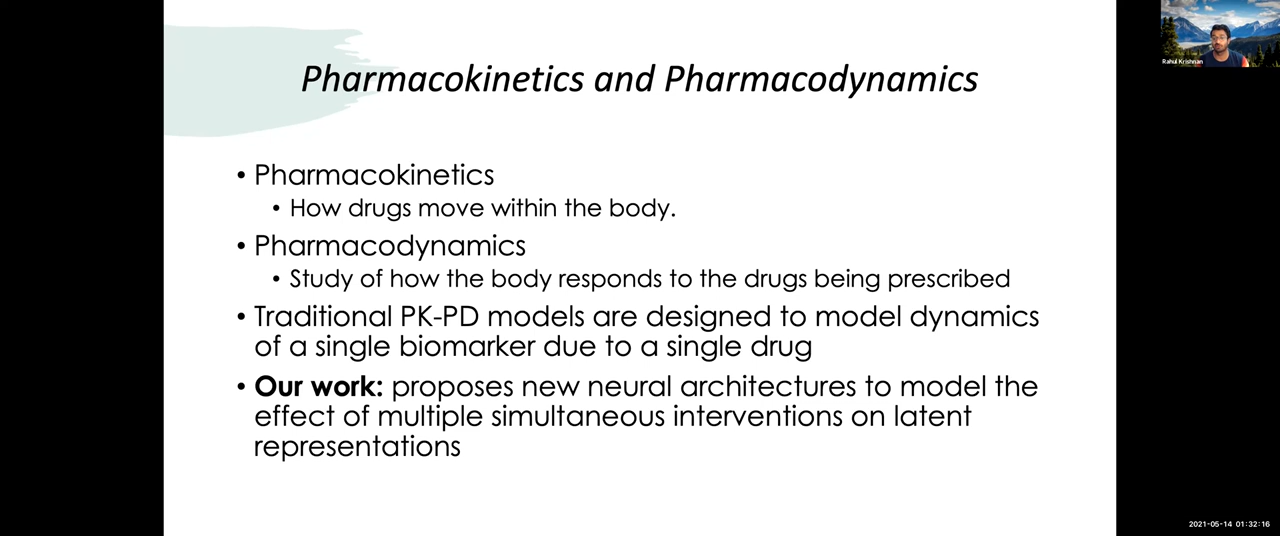 Pharmacokinetics and Pharmacodynamics
• Pharmacokinetics
• How drugs move within the body.
• Pharmacodynamics
• Study of how the body responds to the drugs being prescribed
• Traditional PK-PD models are designed to model dynamics
of a single biomarker due to a single drug
• Our work: proposes new neural architectures to model the
effect of multiple simultaneous interventions on latent
representations
Rahul Krishnan
2021-05-14 01:32:16